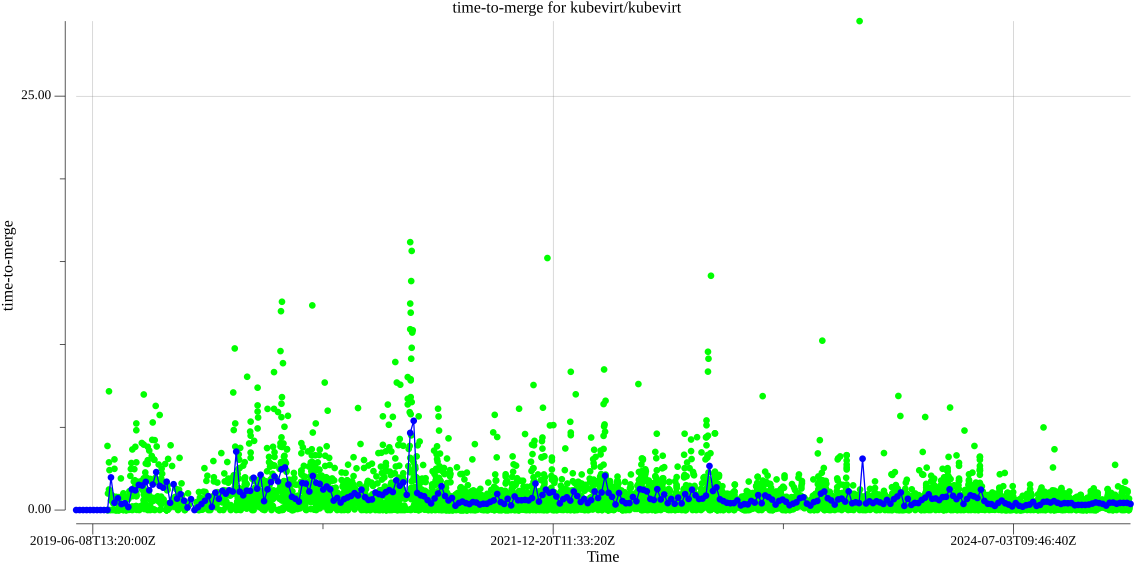 time-to-merge for kubevirt/kubevirt
25.00
time-to-merge
0.00
2019-06-08T13:20:00Z
2021-12-20T11:33:20Z
2024-07-03T09:46:40Z
Time